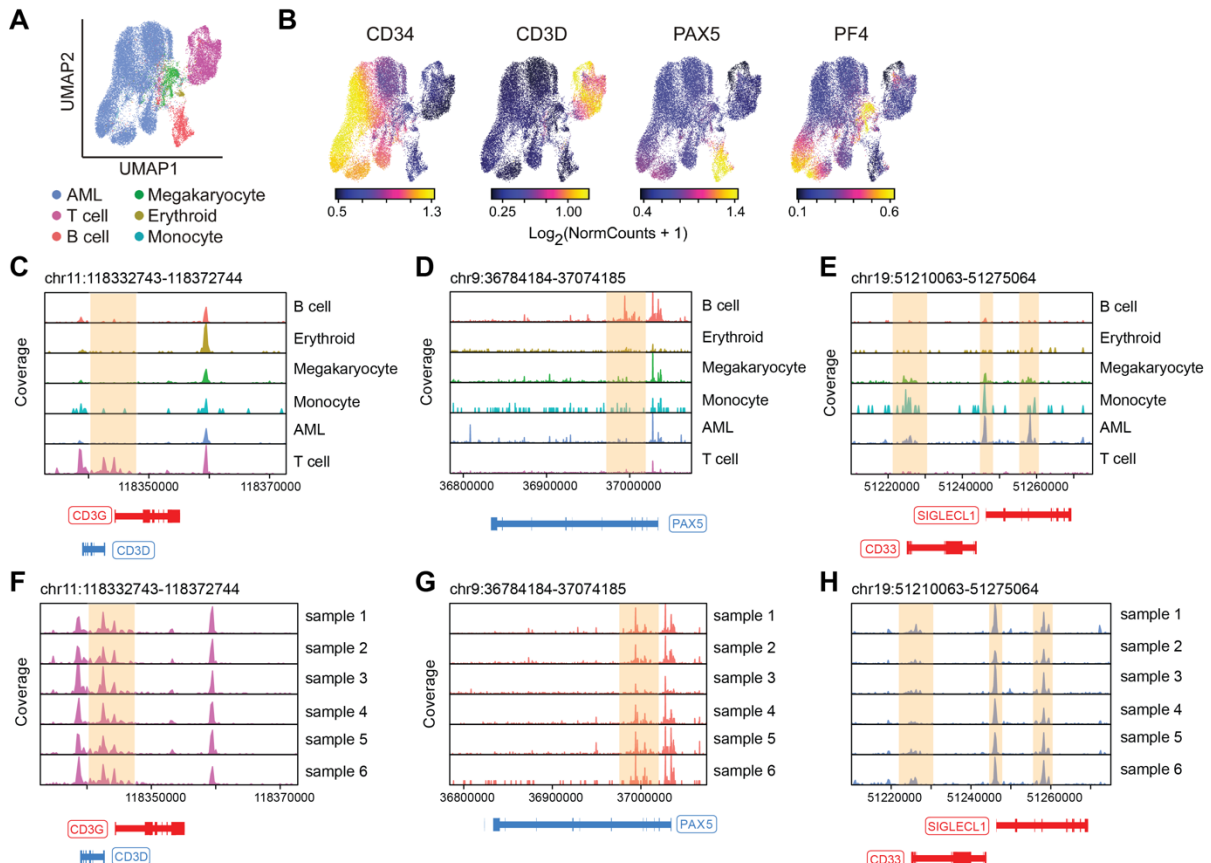 A
UMAP2
UMAP1
AML
T cell
B cell
Megakaryocyte
Erythroid
Monocyte
B
CD34
CD3D
PAX5
PF4
0.5 1.3
0.25 1.00
0.4 1.4
0.1 0.6
Log2(NormCounts + 1)
C
chr11:118332743-118372744
Coverage
B cell
Erythroid
Megakaryocyte
Monocyte
AML
T cell
118350000 118370000
CD3G
CD3D
D
chr9:36784184-37074185
Coverage
B cell
Erythroid
Megakaryocyte
Monocyte
AML
T cell
36800000 36900000 37000000
PAX5
E
chr19:51210063-51275064
Coverage
B cell
Erythroid
Megakaryocyte
Monocyte
AML
T cell
51220000 51240000 51260000
SIGLECL1
CD33
F
chr11:118332743-118372744
Coverage
sample 1
sample 2
sample 3
sample 4
sample 5
sample 6
118350000 118370000
CD3G
CD3D
G
chr9:36784184-37074185
Coverage
sample 1
sample 2
sample 3
sample 4
sample 5
sample 6
36800000 36900000 37000000
PAX5
H
chr19:51210063-51275064
Coverage
sample 1
sample 2
sample 3
sample 4
sample 5
sample 6
51220000 51240000 51260000
SIGLECL1
CD33